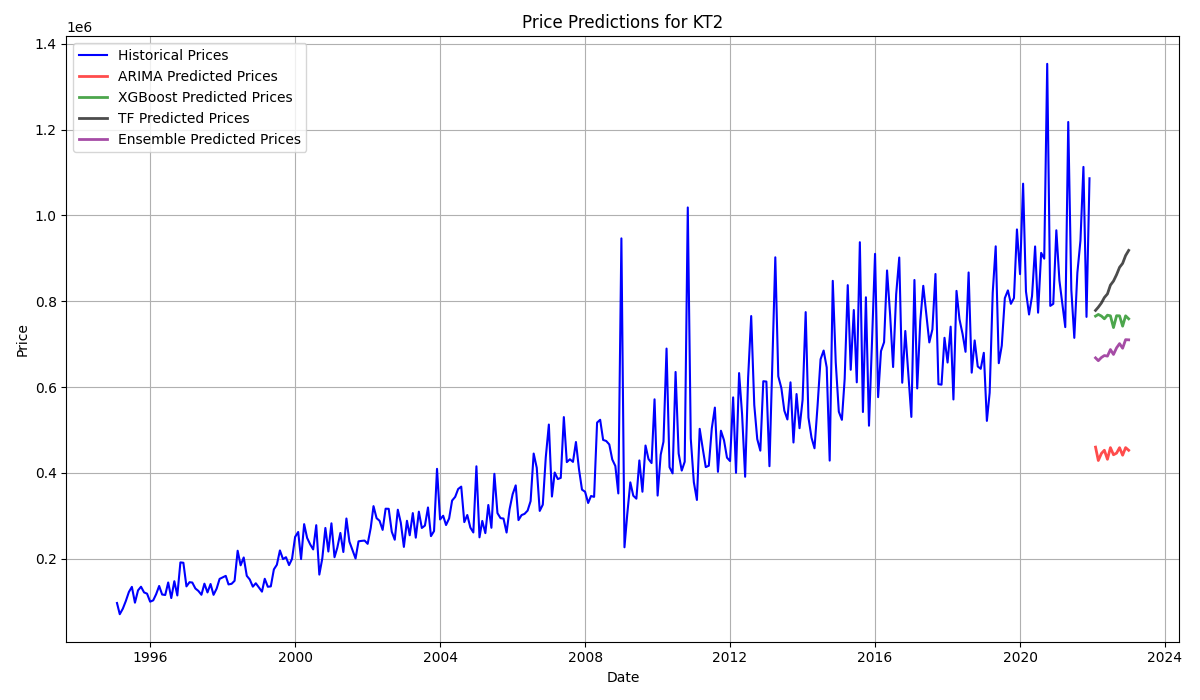 Price Predictions for KT2
1e6
Historical Prices
ARIMA Predicted Prices
XGBoost Predicted Prices
TF Predicted Prices
Ensemble Predicted Prices
1.4
1.2
1.0
0.8
0.6
0.4
0.2
Price
1996 2000 2004 2008 2012 2016 2020 2024
Date